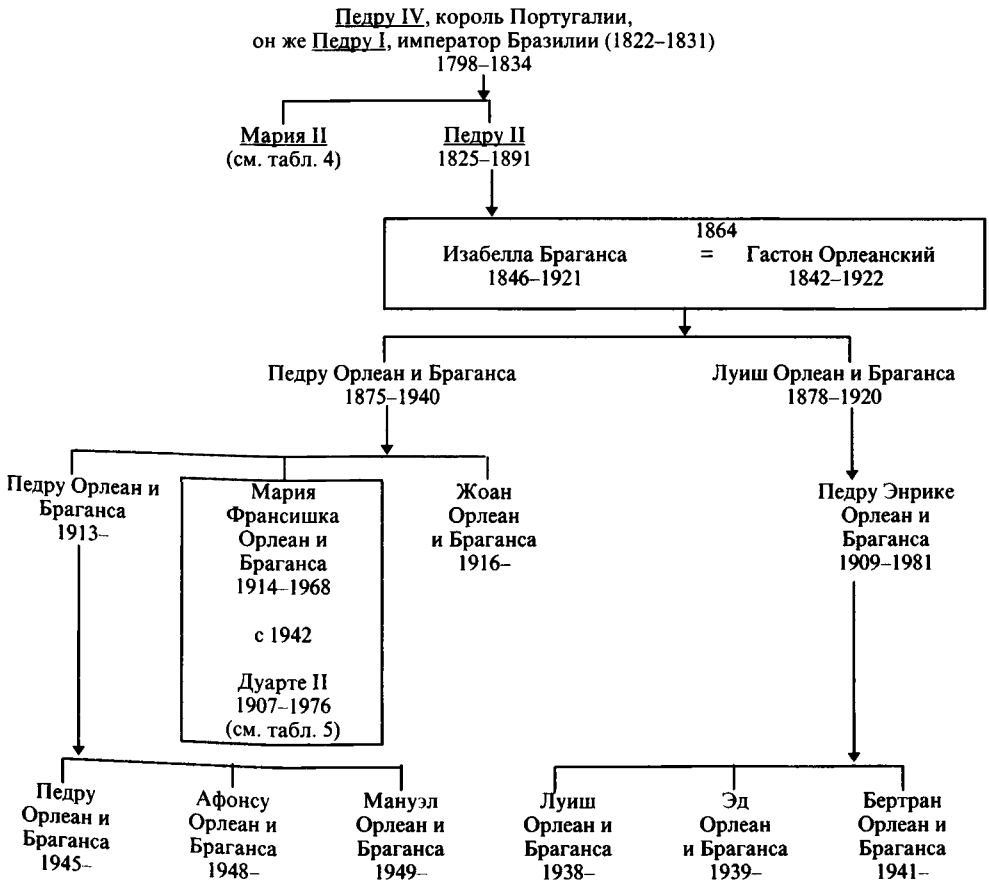 Педру IV, король Португалии,
он же Педру I, император Бразилии (1822–1831)
1798–1834
Мария II
(см. табл. 4)
Педру II
1825–1891
1864
Изабелла Браганса = Гастон Орлеанский
1846–1921 1842–1922
Педру Орлеан и Браганса
1875–1940
Луиш Орлеан и Браганса
1878–1920
Педру Орлеан и
Браганса
1913–
Мария
Франсишка
Орлеан и
Браганса
1914–1968
с 1942
Дуарте II
1907–1976
(см. табл. 5)
Жоан
Орлеан
и Браганса
1916–
Педру Энрике
Орлеан и
Браганса
1909–1981
Педру
Орлеан и
Браганса
1945–
Афонсу
Орлеан и
Браганса
1948–
Мануэл
Орлеан и
Браганса
1949–
Луиш
Орлеан и
Браганса
1938–
Эд
Орлеан
и Браганса
1939–
Бертран
Орлеан и
Браганса
1941–